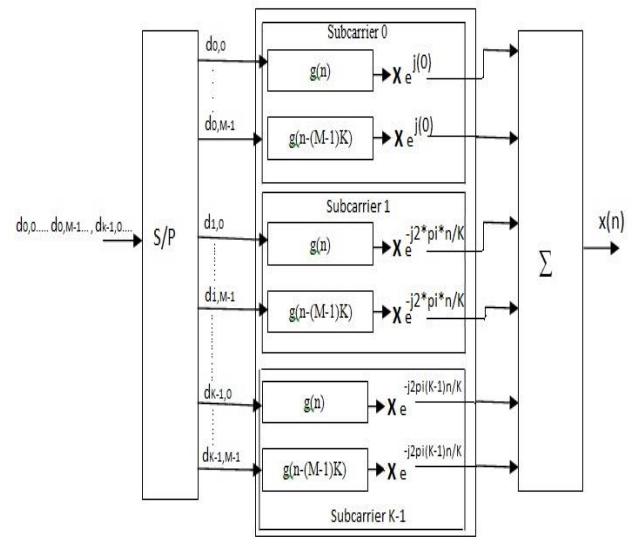 Subcarrier 0
d0,0
g(n)
X e^j(0)
d0,M-1
g(n-(M-1)K)
X e^j(0)
d0,0..... d0,M-1... , dk-1,0....
S/P
Subcarrier 1
d1,0
g(n)
X e^-j2*pi*n/K
d1,M-1
g(n-(M-1)K)
X e^-j2*pi*n/K
Σ
x(n)
dK-1,0
g(n)
X e^-j2pi(K-1)n/K
dK-1,M-1
g(n-(M-1)K)
X e^-j2pi(K-1)n/K
Subcarrier K-1